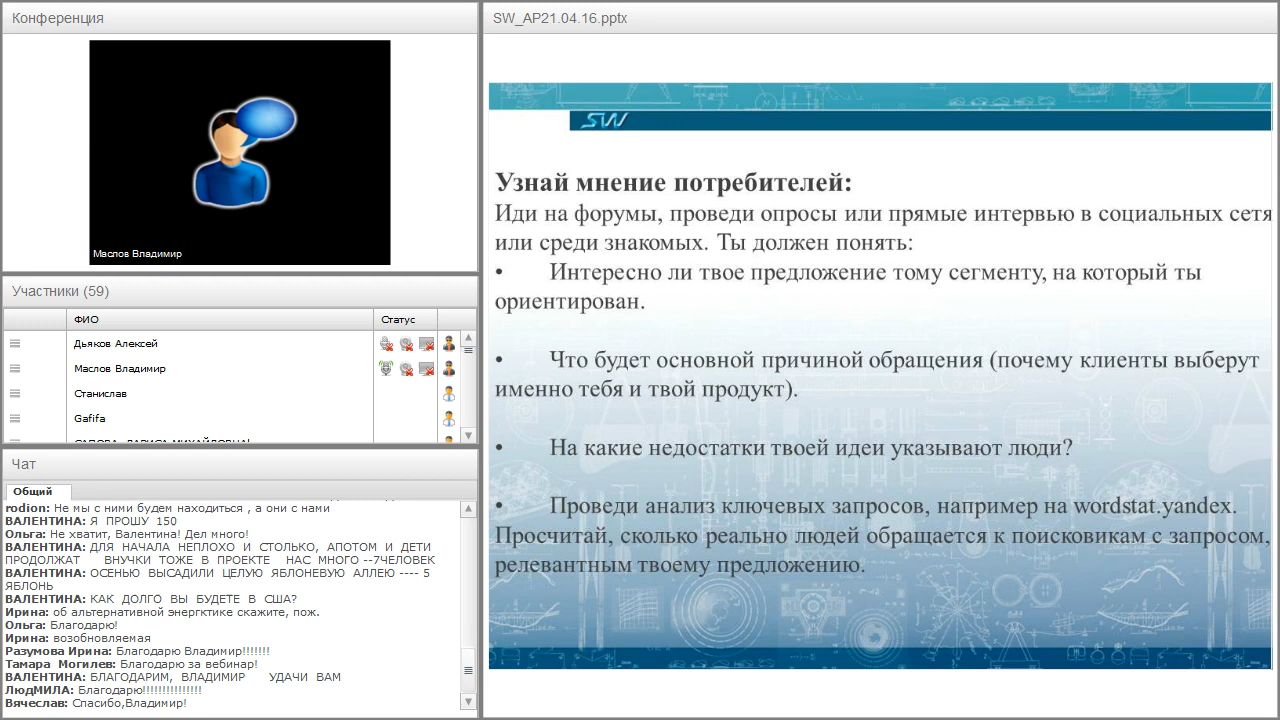 Конференция
Маслов Владимир
Участники (59)
ФИО
Статус
Дьяков Алексей
Маслов Владимир
Станислав
Gafifa
Чат
Общий
rodion: Не мы с ними будем находиться , а они с нами
ВАЛЕНТИНА: Я ПРОШУ 150
Ольга: Не хватит, Валентина! Дел много!
ВАЛЕНТИНА: ДЛЯ НАЧАЛА НЕПЛОХО И СТОЛЬКО, АПОТОМ И ДЕТИ
ПРОДОЛЖАТ ВНУЧКИ ТОЖЕ В ПРОЕКТЕ НАС МНОГО --7ЧЕЛОВЕК
ВАЛЕНТИНА: ОСЕНЬЮ ВЫСАДИЛИ ЦЕЛУЮ ЯБЛОНЕВУЮ АЛЛЕЮ ---- 5
ЯБЛОНЬ
ВАЛЕНТИНА: КАК ДОЛГО ВЫ БУДЕТЕ В США?
Ирина: об альтернативной энергктике скажите, пож.
Ольга: Благодарю!
Ирина: возобновляемая
Разумова Ирина: Благодарю Владимир!!!!!!!
Тамара Могилев: Благодарю за вебинар!
ВАЛЕНТИНА: БЛАГОДАРИМ, ВЛАДИМИР УДАЧИ ВАМ
ЛюдМИЛА: Благодарю!!!!!!!!!!!!!!!
Вячеслав: Спасибо,Владимир!
SW_AP21.04.16.pptx
SW
Узнай мнение потребителей:
Иди на форумы, проведи опросы или прямые интервью в социальных сетя
или среди знакомых. Ты должен понять:
• Интересно ли твое предложение тому сегменту, на который ты
ориентирован.
• Что будет основной причиной обращения (почему клиенты выберут
именно тебя и твой продукт).
• На какие недостатки твоей идеи указывают люди?
• Проведи анализ ключевых запросов, например на wordstat.yandex.
Просчитай, сколько реально людей обращается к поисковикам с запросом,
релевантным твоему предложению.